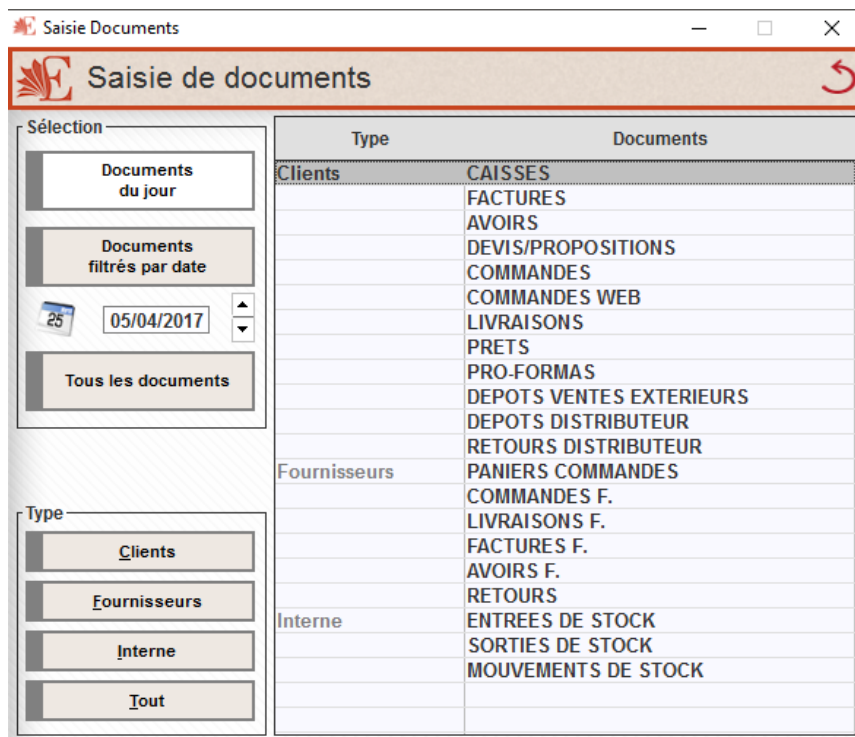 Saisie Documents
Saisie de documents
Sélection
Documents
du jour
Documents
filtrés par date
25
05/04/2017
Tous les documents
Type
Clients
Fournisseurs
Interne
Tout
Type Documents
Clients CAISSES
FACTURES
AVOIRS
DEVIS/PROPOSITIONS
COMMANDES
COMMANDES WEB
LIVRAISONS
PRETS
PRO-FORMAS
DEPOTS VENTES EXTERIEURS
DEPOTS DISTRIBUTEUR
RETOURS DISTRIBUTEUR
Fournisseurs PANIERS COMMANDES
COMMANDES F.
LIVRAISONS F.
FACTURES F.
AVOIRS F.
RETOURS
Interne ENTREES DE STOCK
SORTIES DE STOCK
MOUVEMENTS DE STOCK